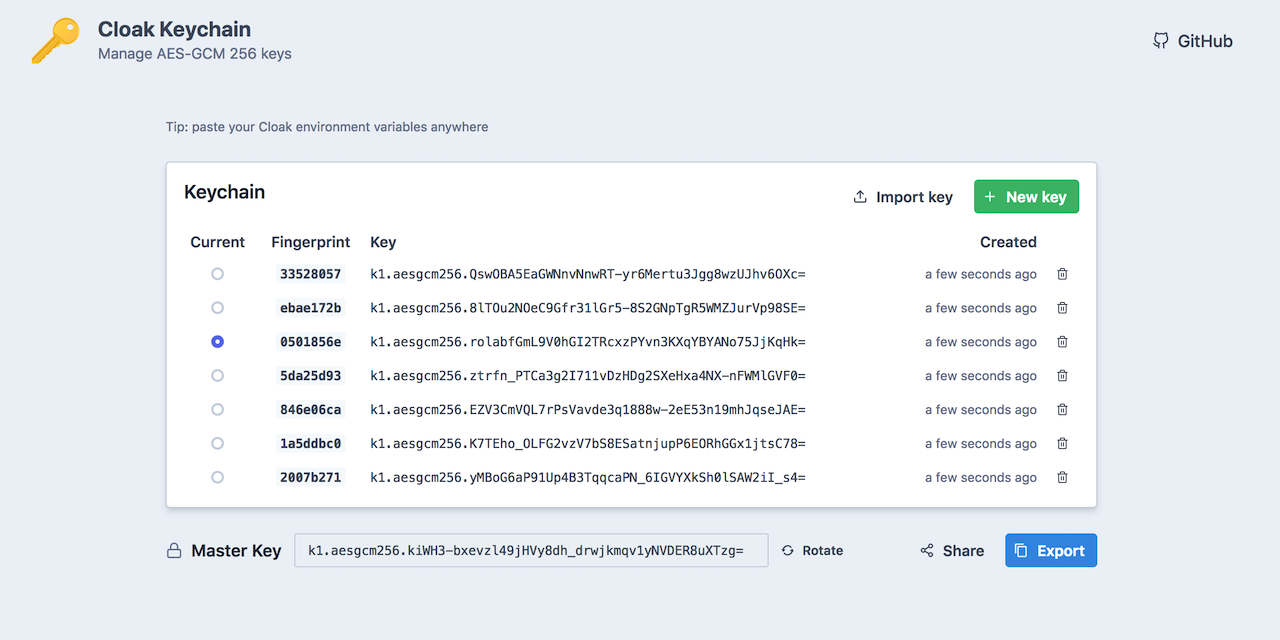 Cloak Keychain
Manage AES-GCM 256 keys
GitHub
Tip: paste your Cloak environment variables anywhere
Keychain
Import key
New key
Current Fingerprint Key Created
33528057 k1.aesgcm256.QswOBA5EaGWNnvNnwRT-yr6Mertu3Jgg8wzUJhv6OXc= a few seconds ago
ebae172b k1.aesgcm256.8lTOu2NOeC9Gfr31lGr5-8S2GNpTgR5WMZJurVp98SE= a few seconds ago
0501856e k1.aesgcm256.rolabfGmL9V0hGI2TRcxzPYvn3KXqYBYANo75JjKqHk= a few seconds ago
5da25d93 k1.aesgcm256.ztrfn_PTCa3g2I711vDzHDg2SXeHxa4NX-nFWMlGVF0= a few seconds ago
846e06ca k1.aesgcm256.EZV3CmVQL7rPsVavde3q1888w-2eE53n19mhJqseJAE= a few seconds ago
1a5ddbc0 k1.aesgcm256.K7TEho_OLFG2vzV7bS8ESatnjupP6EORhGGx1jtsC78= a few seconds ago
2007b271 k1.aesgcm256.yMBoG6aP91Up4B3TqqcaPN_6IGVYXkSh0lSAW2iI_s4= a few seconds ago
Master Key k1.aesgcm256.kiWH3-bxevzl49jHVy8dh_drwjkmqv1yNVDER8uXTzg= Rotate Share Export